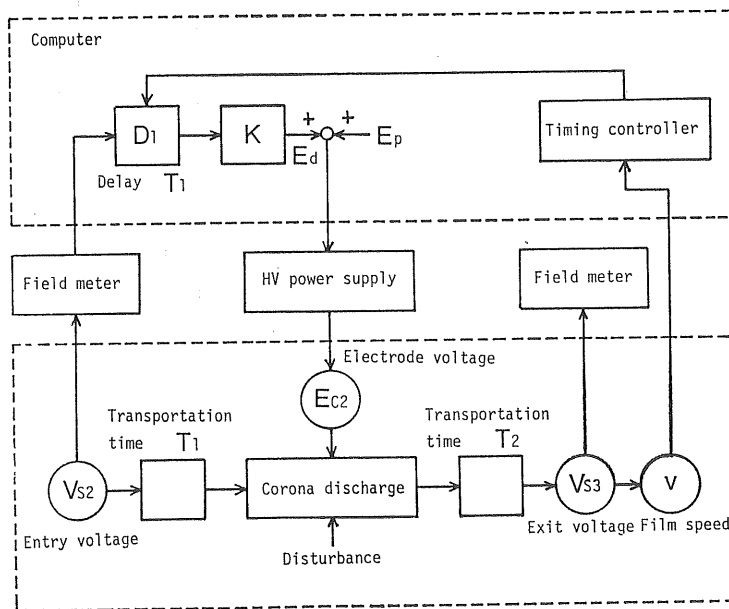 Computer
D1
K
+
+
Ed
Ep
Timing controller
Delay T1
Field meter
HV power supply
Field meter
Electrode voltage
EC2
Transportation
time T1
Transportation
time T2
VS2
Corona discharge
VS3
v
Entry voltage
Exit voltage
Film speed
Disturbance